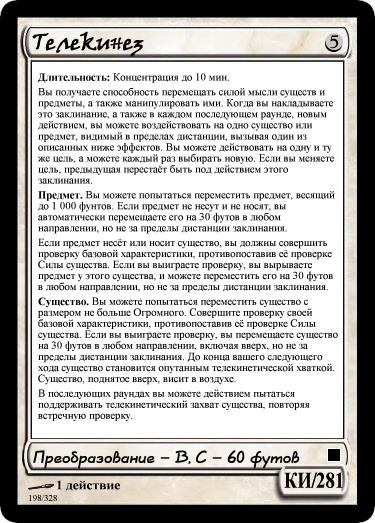 Телекинез
5
Длительность: Концентрация до 10 мин.
Вы получаете способность перемещать силой мысли существ и
предметы, а также манипулировать ими. Когда вы накладываете
это заклинание, а также в каждом последующем раунде, новым
действием, вы можете воздействовать на одно существо или
предмет, видимый в пределах дистанции, вызывая один из
описанных ниже эффектов. Вы можете действовать на одну и ту
же цель, а можете каждый раз выбирать новую. Если вы меняете
цель, предыдущая перестаёт быть под действием этого
заклинания.
Предмет. Вы можете попытаться переместить предмет, весящий
до 1 000 фунтов. Если предмет не несут и не носят, вы
автоматически перемещаете его на 30 футов в любом
направлении, но не за пределы дистанции заклинания.
Если предмет несёт или носит существо, вы должны совершить
проверку базовой характеристики, противопоставив её проверке
Силы существа. Если вы выиграете проверку, вы вырываете
предмет у этого существа, и можете переместить его на 30 футов
в любом направлении, но не за пределы дистанции заклинания.
Существо. Вы можете попытаться переместить существо с
размером не больше Огромного. Совершите проверку своей
базовой характеристики, противопоставив её проверке Силы
существа. Если вы выиграете проверку, вы перемещаете существо
на 30 футов в любом направлении, включая вверх, но не за
пределы дистанции заклинания. До конца вашего следующего
хода существо становится опутанным телекинетической хваткой.
Существо, поднятое вверх, висит в воздухе.
В последующих раундах вы можете действием пытаться
поддерживать телекинетический захват существа, повторяя
встречную проверку.
Преобразование – В, С – 60 футов
КИ/281
1 действие
198/328